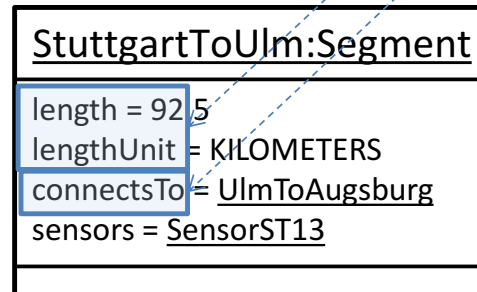 StuttgartToUlm:Segment
length = 92.5
lengthUnit = KILOMETERS
connectsTo = UlmToAugsburg
sensors = SensorST13